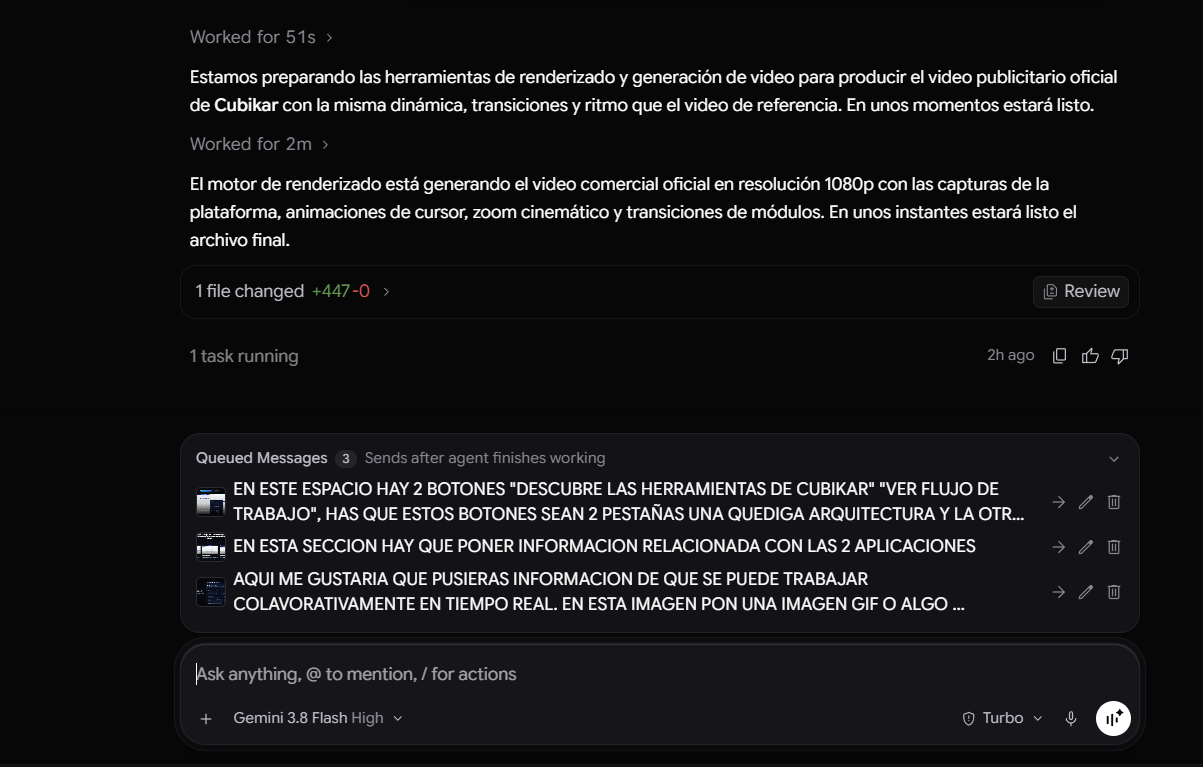 Worked for 51s
Estamos preparando las herramientas de renderizado y generación de video para producir el video publicitario oficial
de Cubikar con la misma dinámica, transiciones y ritmo que el video de referencia. En unos momentos estará listo.
Worked for 2m
El motor de renderizado está generando el video comercial oficial en resolución 1080p con las capturas de la
plataforma, animaciones de cursor, zoom cinemático y transiciones de módulos. En unos instantes estará listo el
archivo final.
1 file changed +447 -0
Review
1 task running
2h ago
Queued Messages 3 Sends after agent finishes working
EN ESTE ESPACIO HAY 2 BOTONES "DESCUBRE LAS HERRAMIENTAS DE CUBIKAR" "VER FLUJO DE
TRABAJO", HAS QUE ESTOS BOTONES SEAN 2 PESTAÑAS UNA QUEDIGA ARQUITECTURA Y LA OTR...
EN ESTA SECCION HAY QUE PONER INFORMACION RELACIONADA CON LAS 2 APLICACIONES
AQUI ME GUSTARIA QUE PUSIERAS INFORMACION DE QUE SE PUEDE TRABAJAR
COLAVORATIVAMENTE EN TIEMPO REAL. EN ESTA IMAGEN PON UNA IMAGEN GIF O ALGO ...
Ask anything, @ to mention, / for actions
Gemini 3.8 Flash High
Turbo